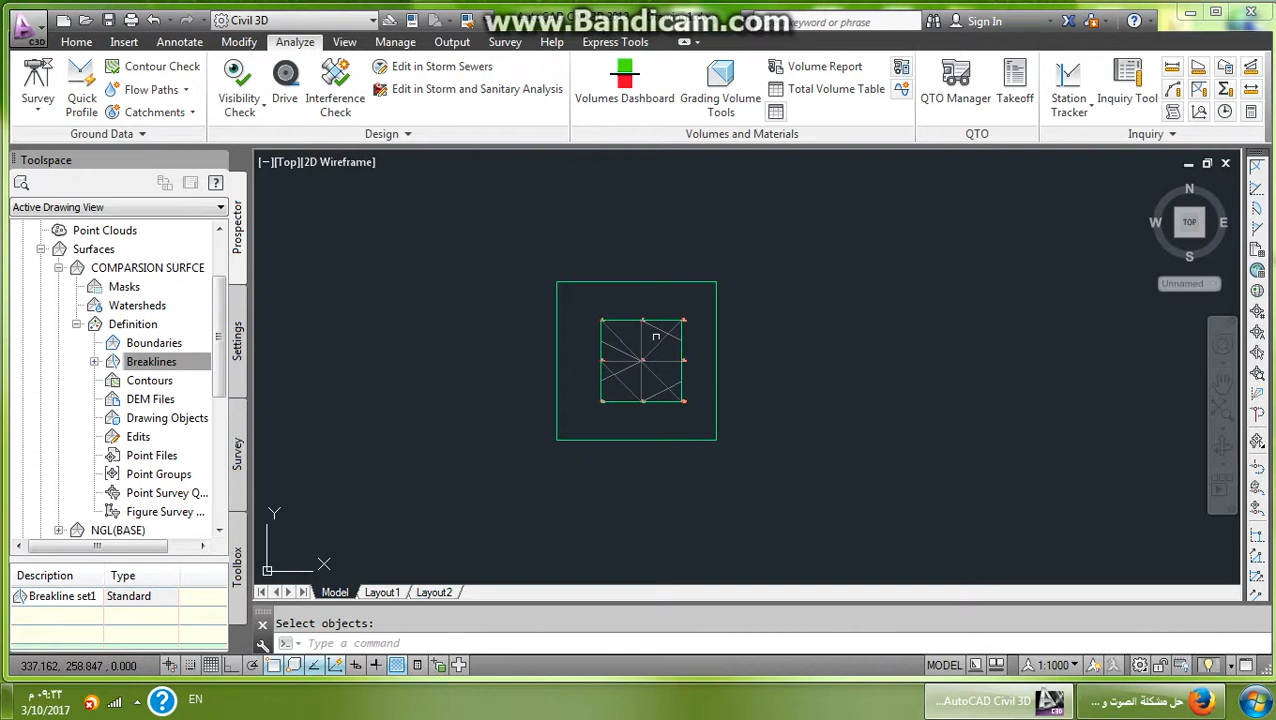 Civil 3D
www.Bandicam.com
keyword or phrase
Sign In
C3D
Home Insert Annotate Modify Analyze View Manage Output Survey Help Express Tools
Survey
Quick Profile
Contour Check
Flow Paths
Catchments
Ground Data
Visibility Check
Drive
Interference Check
Edit in Storm Sewers
Edit in Storm and Sanitary Analysis
Design
Volumes Dashboard
Grading Volume Tools
Volume Report
Total Volume Table
Volumes and Materials
QTO Manager
Takeoff
QTO
Station Tracker
Inquiry Tool
Inquiry
Toolspace
Active Drawing View
Point Clouds
Surfaces
COMPARSION SURFCE
Masks
Watersheds
Definition
Boundaries
Breaklines
Contours
DEM Files
Drawing Objects
Edits
Point Files
Point Groups
Point Survey Q...
Figure Survey ...
NGL(BASE)
Description Type
Breakline set1 Standard
Prospector
Settings
Survey
Toolbox
[−][Top][2D Wireframe]
N
W TOP E
S
Unnamed
Y
X
Model Layout1 Layout2
Select objects:
Type a command
337.162, 258.847, 0.000
MODEL
1:1000
م ٠٩:٣٣
3/10/2017
EN
...AutoCAD Civil 3D
حل مشكلة الصوت و ...